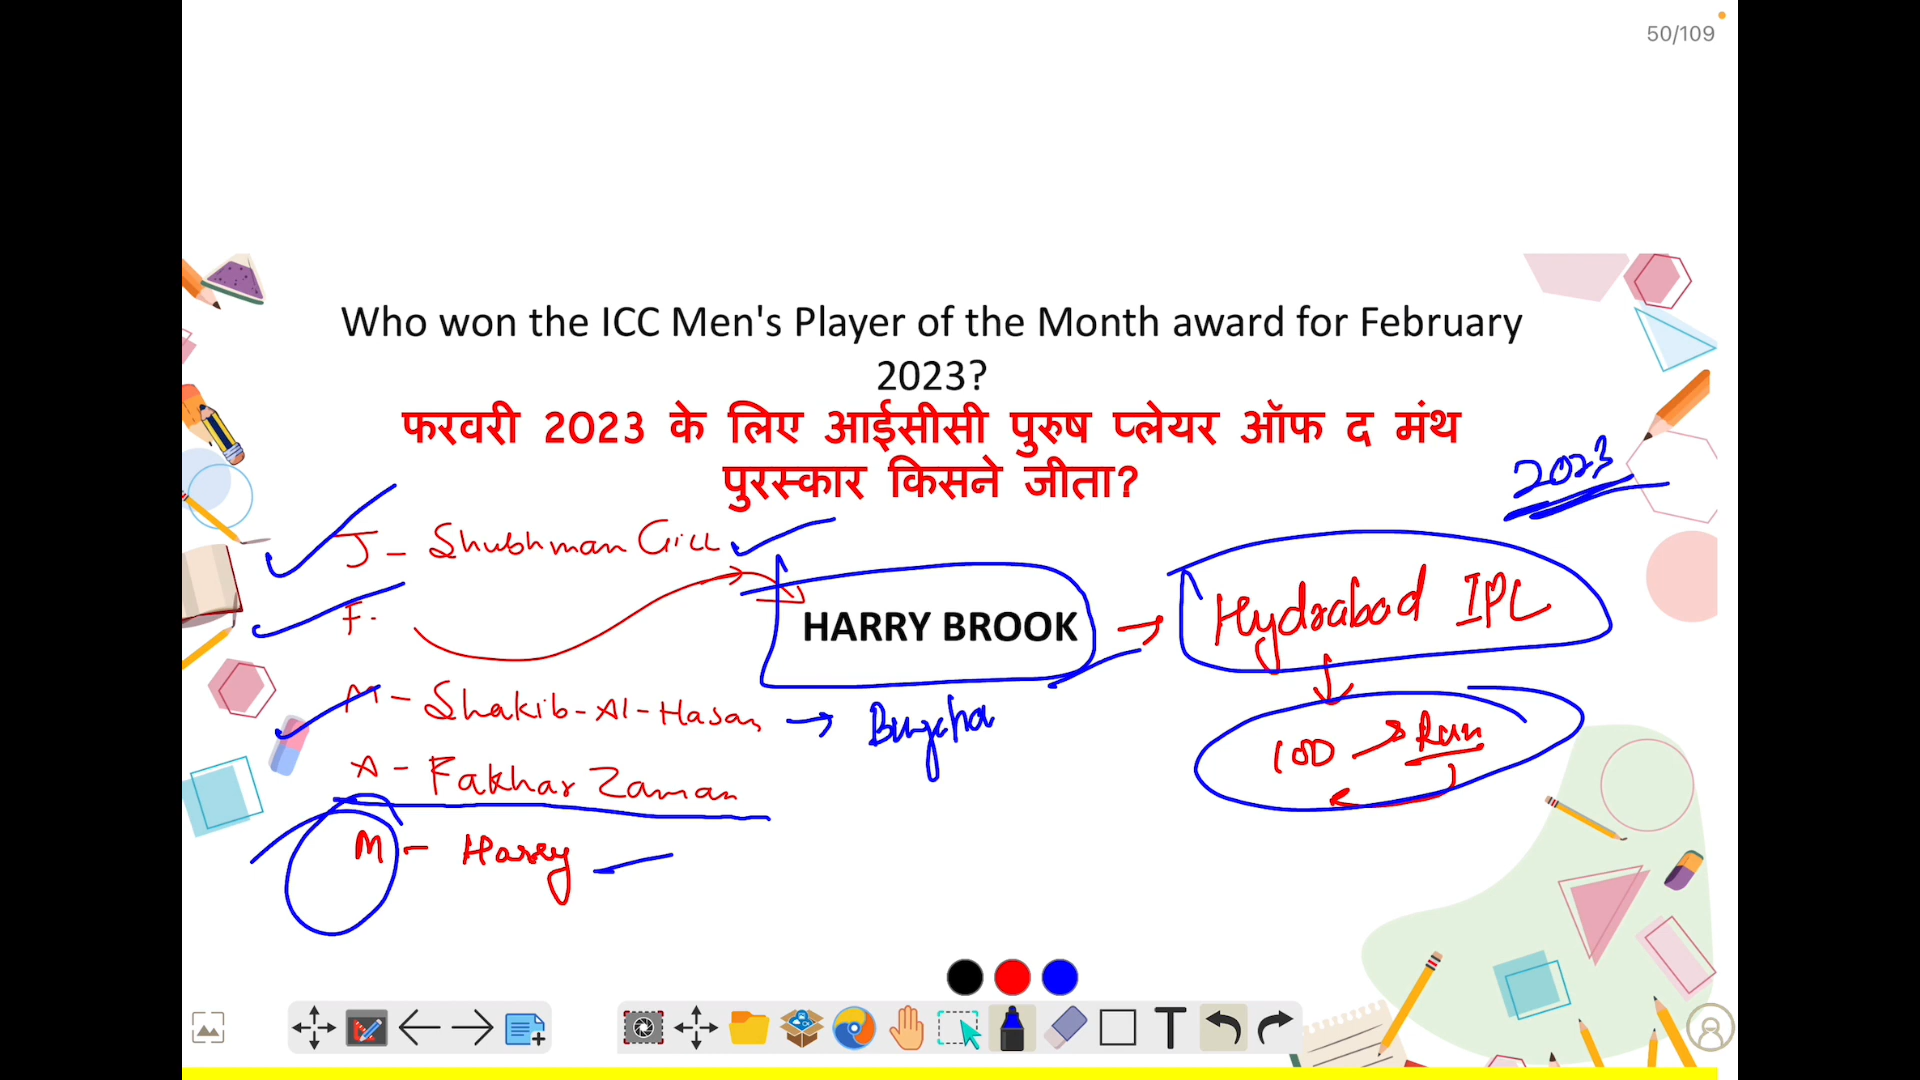 50/109
Who won the ICC Men's Player of the Month award for February
2023?
फरवरी 2023 के लिए आईसीसी पुरुष प्लेयर ऑफ द मंथ
पुरस्कार किसने जीता?
2023
J - Shubhman Gill
F.
HARRY BROOK
Hydrabad IPL
M - Shakib-Al-Hasan
100 → Run
A - Fakhar Zaman
M - Harry
T